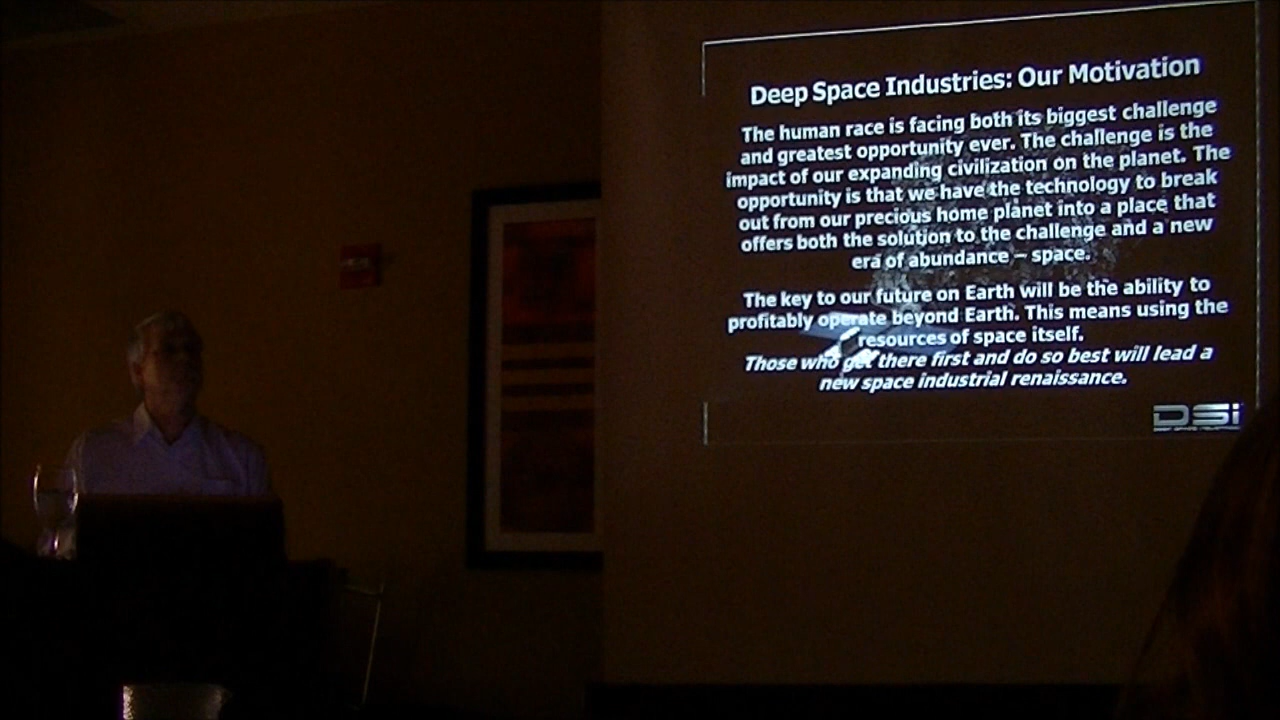 Deep Space Industries: Our Motivation
The human race is facing both its biggest challenge
and greatest opportunity ever. The challenge is the
impact of our expanding civilization on the planet. The
opportunity is that we have the technology to break
out from our precious home planet into a place that
offers both the solution to the challenge and a new
era of abundance – space.
The key to our future on Earth will be the ability to
profitably operate beyond Earth. This means using the
resources of space itself.
Those who get there first and do so best will lead a
new space industrial renaissance.
DSi